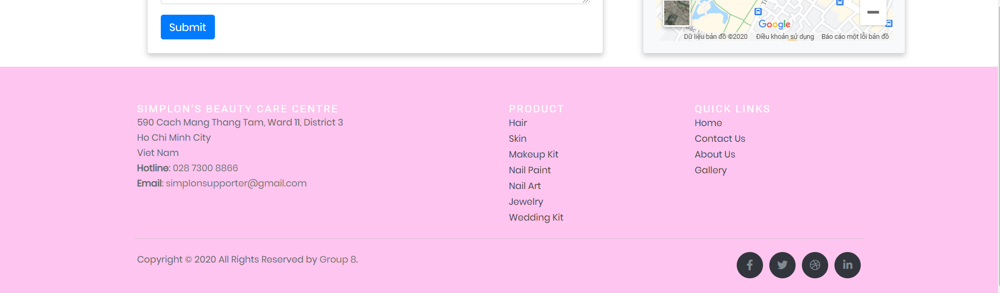 Submit
Google
Dữ liệu bản đồ ©2020 Điều khoản sử dụng Báo cáo một lỗi bản đồ
SIMPLON'S BEAUTY CARE CENTRE
590 Cach Mang Thang Tam, Ward 11, District 3
Ho Chi Minh City
Viet Nam
Hotline: 028 7300 8866
Email: simplonsupporter@gmail.com
PRODUCT
Hair
Skin
Makeup Kit
Nail Paint
Nail Art
Jewelry
Wedding Kit
QUICK LINKS
Home
Contact Us
About Us
Gallery
Copyright © 2020 All Rights Reserved by Group 8.